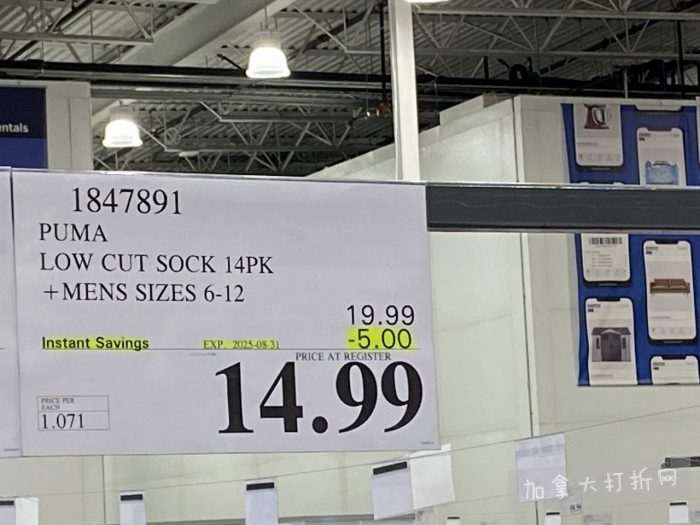 entals
1847891
PUMA
LOW CUT SOCK 14PK
+MENS SIZES 6-12
19.99
Instant Savings EXP. 2025-08-31 -5.00
PRICE AT REGISTER
14.99
PRICE PER
EACH
1.071
加拿大打折网